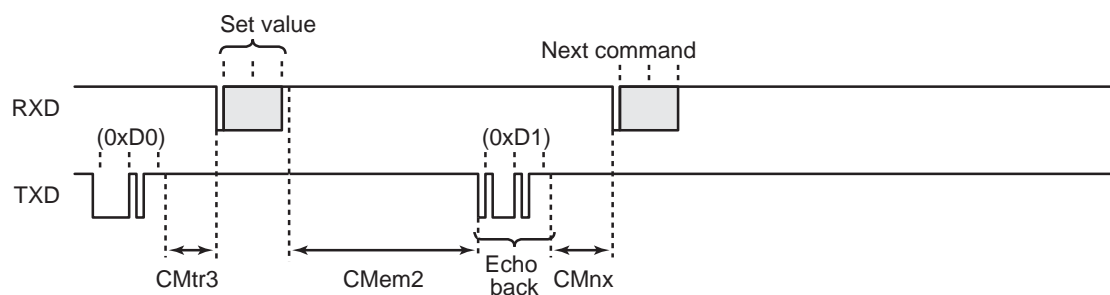 Set value
Next command
RXD
(0xD0)
(0xD1)
TXD
CMtr3
CMem2
Echo
back
CMnx